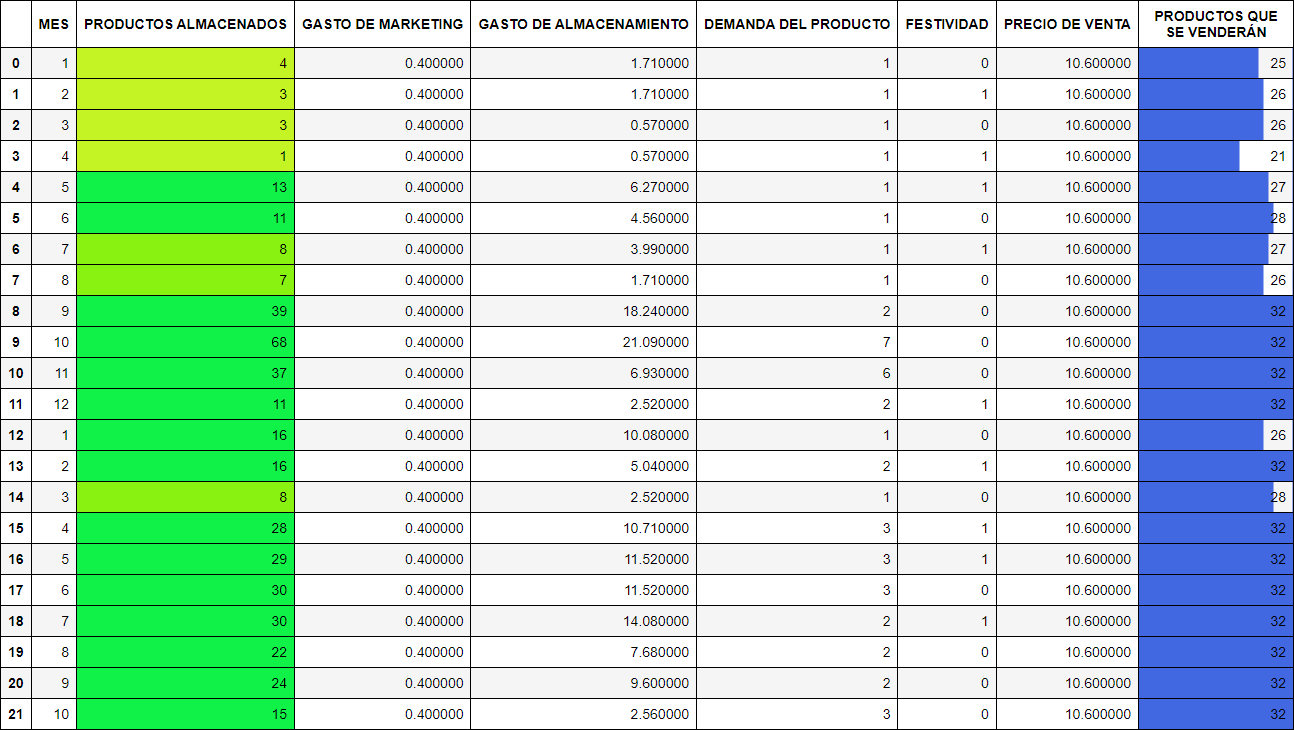 MES PRODUCTOS ALMACENADOS GASTO DE MARKETING GASTO DE ALMACENAMIENTO DEMANDA DEL PRODUCTO FESTIVIDAD PRECIO DE VENTA PRODUCTOS QUE
SE VENDERÁN
0 1 4 0.400000 1.710000 1 0 10.600000 25
1 2 3 0.400000 1.710000 1 1 10.600000 26
2 3 3 0.400000 0.570000 1 0 10.600000 26
3 4 1 0.400000 0.570000 1 1 10.600000 21
4 5 13 0.400000 6.270000 1 1 10.600000 27
5 6 11 0.400000 4.560000 1 0 10.600000 28
6 7 8 0.400000 3.990000 1 1 10.600000 27
7 8 7 0.400000 1.710000 1 0 10.600000 26
8 9 39 0.400000 18.240000 2 0 10.600000 32
9 10 68 0.400000 21.090000 7 0 10.600000 32
10 11 37 0.400000 6.930000 6 0 10.600000 32
11 12 11 0.400000 2.520000 2 1 10.600000 32
12 1 16 0.400000 10.080000 1 0 10.600000 26
13 2 16 0.400000 5.040000 2 1 10.600000 32
14 3 8 0.400000 2.520000 1 0 10.600000 28
15 4 28 0.400000 10.710000 3 1 10.600000 32
16 5 29 0.400000 11.520000 3 1 10.600000 32
17 6 30 0.400000 11.520000 3 0 10.600000 32
18 7 30 0.400000 14.080000 2 1 10.600000 32
19 8 22 0.400000 7.680000 2 0 10.600000 32
20 9 24 0.400000 9.600000 2 0 10.600000 32
21 10 15 0.400000 2.560000 3 0 10.600000 32